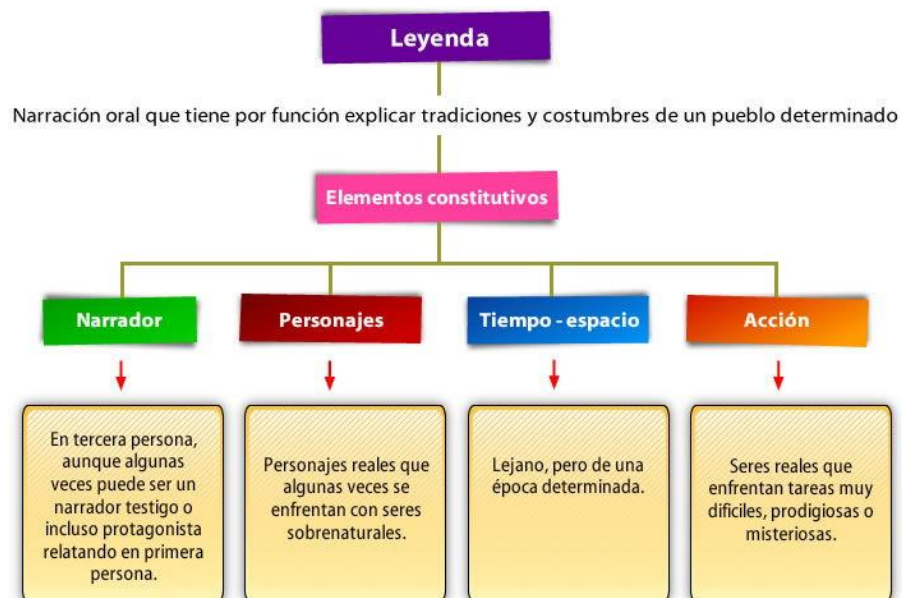 Leyenda
Narración oral que tiene por función explicar tradiciones y costumbres de un pueblo determinado
Elementos constitutivos
Narrador
Personajes
Tiempo - espacio
Acción
En tercera persona,
aunque algunas
veces puede ser un
narrador testigo o
incluso protagonista
relatando en primera
persona.
Personajes reales que
algunas veces se
enfrentan con seres
sobrenaturales.
Lejano, pero de una
época determinada.
Seres reales que
enfrentan tareas muy
difíciles, prodigiosas o
misteriosas.